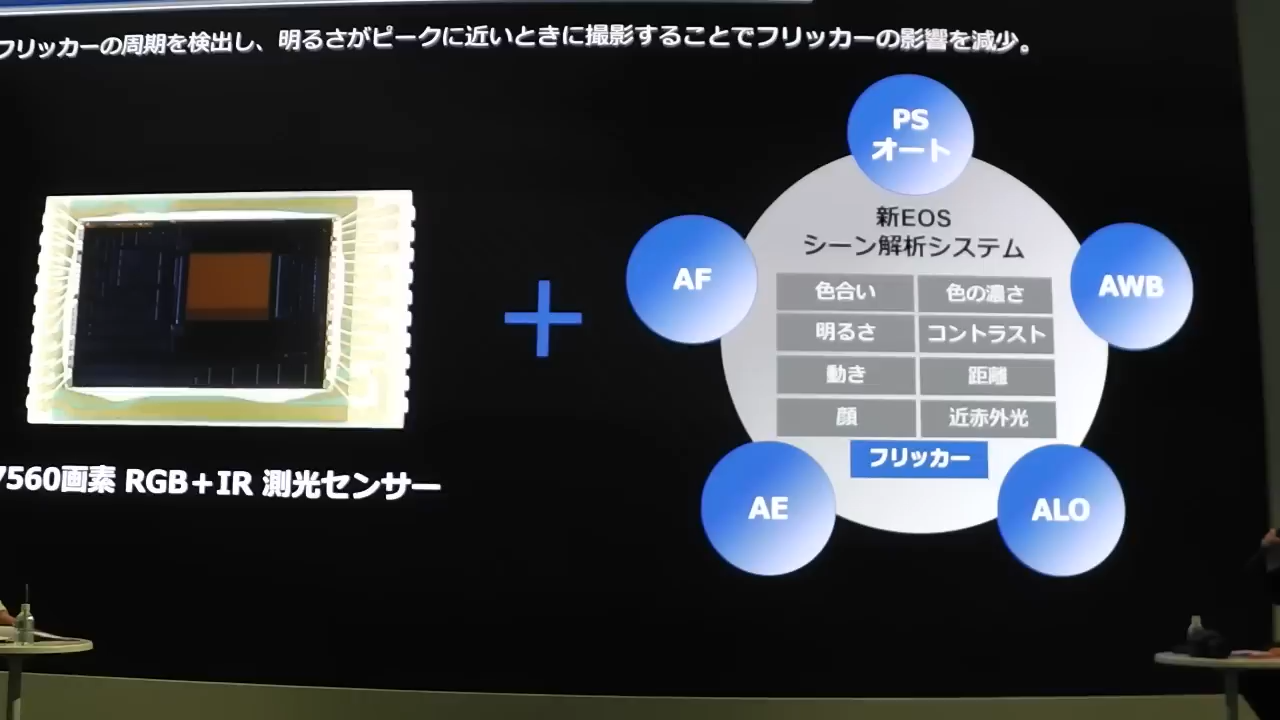 フリッカーの周期を検出し、明るさがピークに近いときに撮影することでフリッカーの影響を減少。
PS
オート
新EOS
シーン解析システム
AF
AWB
色合い 色の濃さ
明るさ コントラスト
動き 距離
顔 近赤外光
フリッカー
7560画素 RGB+IR 測光センサー
AE
ALO